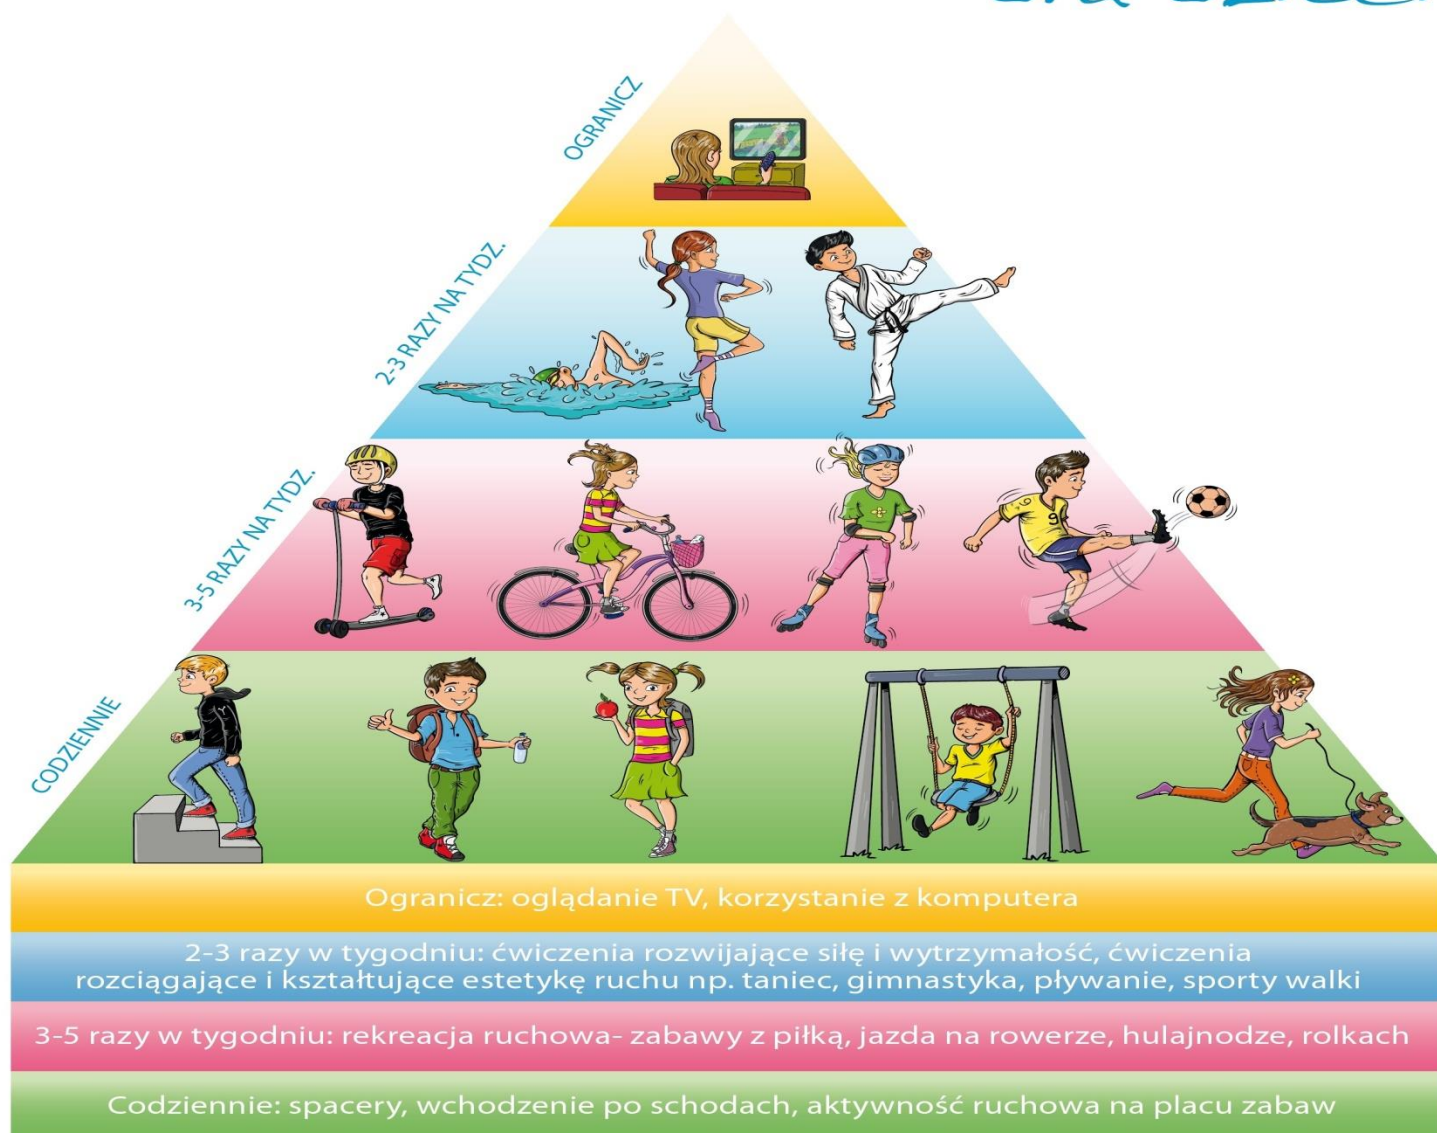 OGRANICZ
2-3 RAZY NA TYDZ.
3-5 RAZY NA TYDZ.
CODZIENNIE
9
Ogranicz: oglądanie TV, korzystanie z komputera
2-3 razy w tygodniu: ćwiczenia rozwijające siłę i wytrzymałość, ćwiczenia
rozciągające i kształtujące estetykę ruchu np. taniec, gimnastyka, pływanie, sporty walki
3-5 razy w tygodniu: rekreacja ruchowa- zabawy z piłką, jazda na rowerze, hulajnodze, rolkach
Codziennie: spacery, wchodzenie po schodach, aktywność ruchowa na placu zabaw